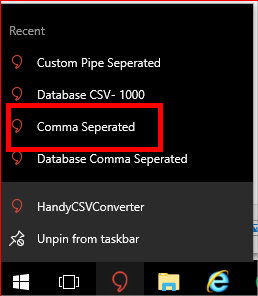 Recent
Custom Pipe Seperated
Database CSV- 1000
Comma Seperated
Database Comma Seperated
HandyCSVConverter
Unpin from taskbar